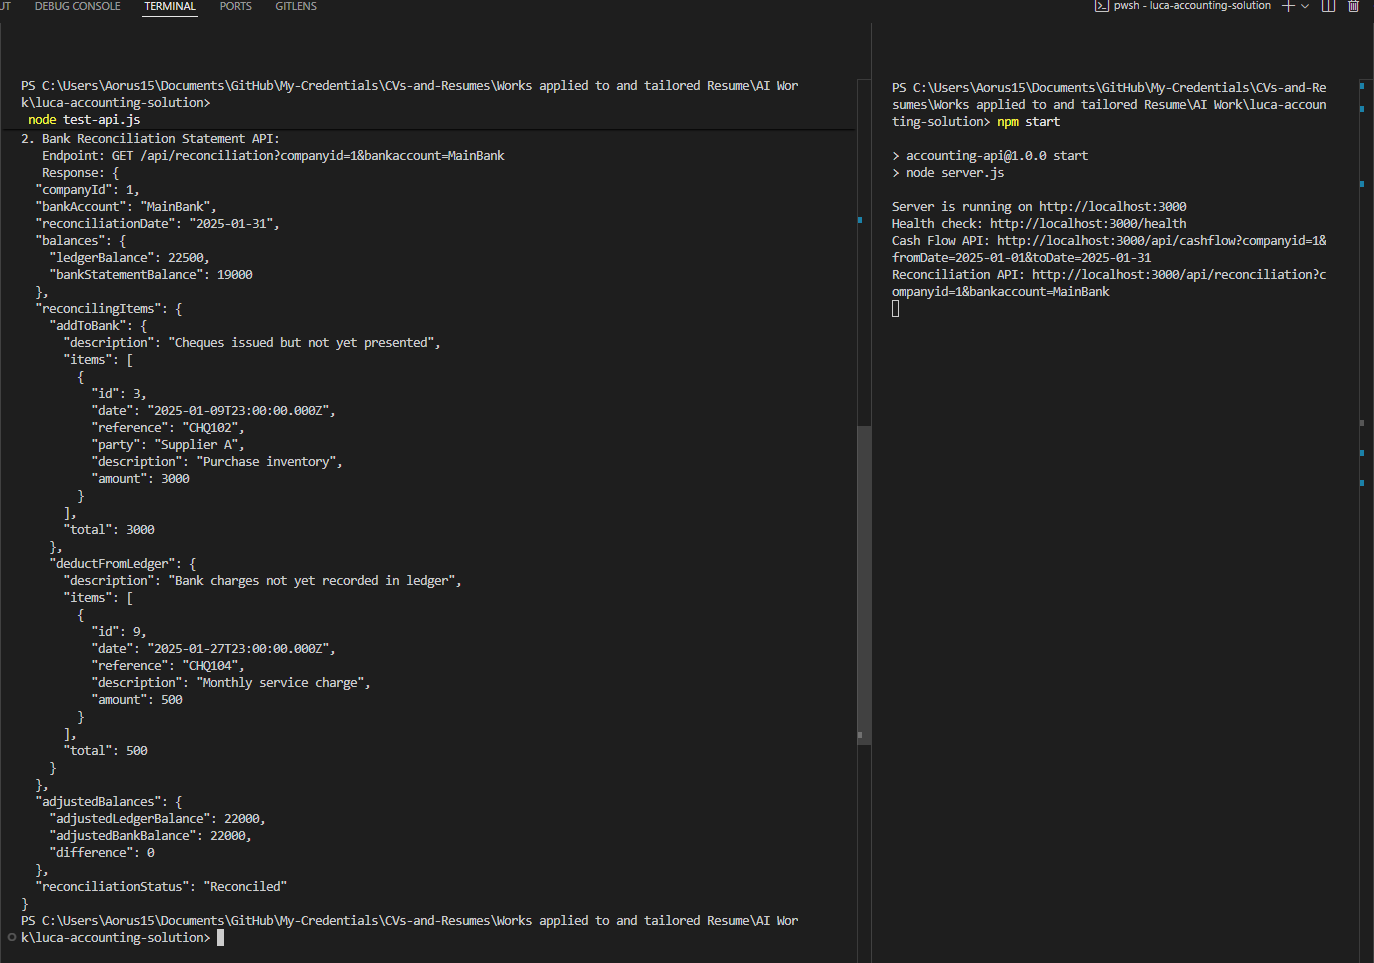 UT DEBUG CONSOLE TERMINAL PORTS GITLENS pwsh - luca-accounting-solution
PS C:\Users\Aorus15\Documents\GitHub\My-Credentials\CVs-and-Resumes\Works applied to and tailored Resume\AI Wor
k\luca-accounting-solution>
node test-api.js
2. Bank Reconciliation Statement API:
Endpoint: GET /api/reconciliation?companyid=1&bankaccount=MainBank
Response: {
"companyId": 1,
"bankAccount": "MainBank",
"reconciliationDate": "2025-01-31",
"balances": {
"ledgerBalance": 22500,
"bankStatementBalance": 19000
},
"reconcilingItems": {
"addToBank": {
"description": "Cheques issued but not yet presented",
"items": [
{
"id": 3,
"date": "2025-01-09T23:00:00.000Z",
"reference": "CHQ102",
"party": "Supplier A",
"description": "Purchase inventory",
"amount": 3000
}
],
"total": 3000
},
"deductFromLedger": {
"description": "Bank charges not yet recorded in ledger",
"items": [
{
"id": 9,
"date": "2025-01-27T23:00:00.000Z",
"reference": "CHQ104",
"description": "Monthly service charge",
"amount": 500
}
],
"total": 500
}
},
"adjustedBalances": {
"adjustedLedgerBalance": 22000,
"adjustedBankBalance": 22000,
"difference": 0
},
"reconciliationStatus": "Reconciled"
}
PS C:\Users\Aorus15\Documents\GitHub\My-Credentials\CVs-and-Resumes\Works applied to and tailored Resume\AI Wor
k\luca-accounting-solution>
PS C:\Users\Aorus15\Documents\GitHub\My-Credentials\CVs-and-Re
sumes\Works applied to and tailored Resume\AI Work\luca-accoun
ting-solution> npm start
> accounting-api@1.0.0 start
> node server.js
Server is running on http://localhost:3000
Health check: http://localhost:3000/health
Cash Flow API: http://localhost:3000/api/cashflow?companyid=1&
fromDate=2025-01-01&toDate=2025-01-31
Reconciliation API: http://localhost:3000/api/reconciliation?c
ompanyid=1&bankaccount=MainBank